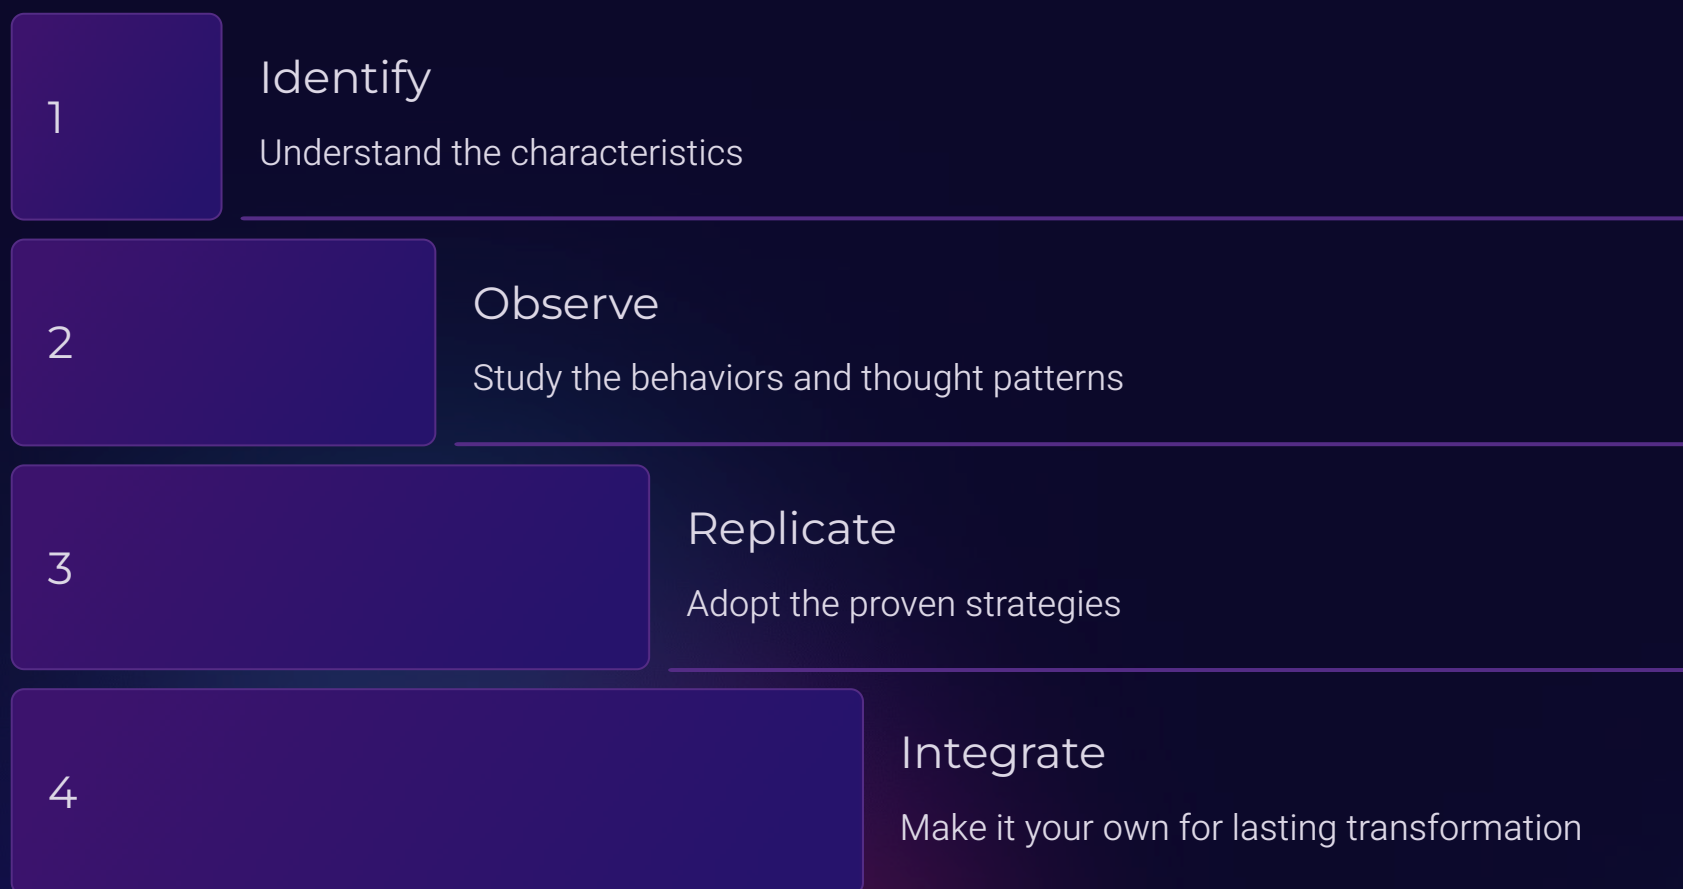 1
Identify
Understand the characteristics
2
Observe
Study the behaviors and thought patterns
3
Replicate
Adopt the proven strategies
4
Integrate
Make it your own for lasting transformation